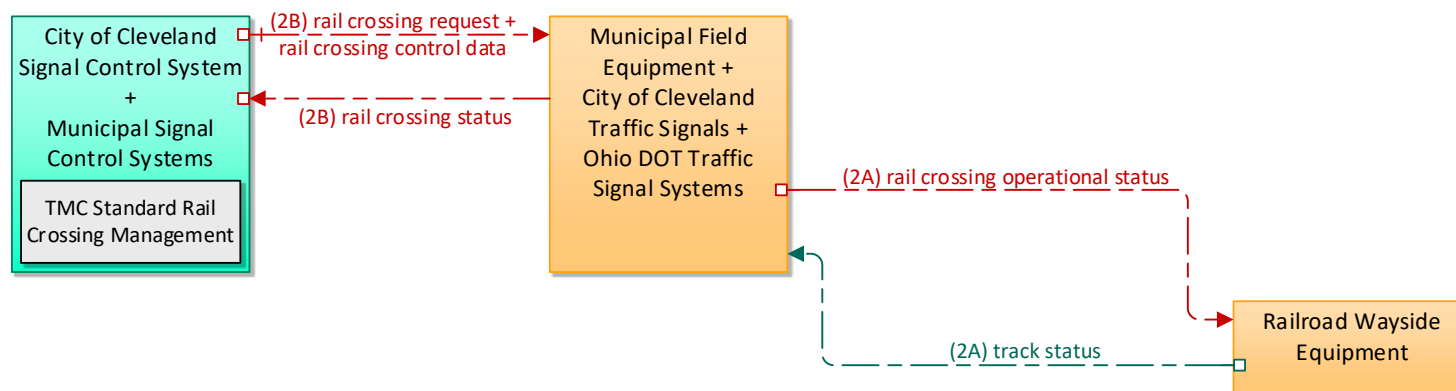 City of Cleveland
Signal Control System
+
Municipal Signal
Control Systems
TMC Standard Rail
Crossing Management
(2B) rail crossing request +
rail crossing control data
(2B) rail crossing status
Municipal Field
Equipment +
City of Cleveland
Traffic Signals +
Ohio DOT Traffic
Signal Systems
(2A) rail crossing operational status
(2A) track status
Railroad Wayside
Equipment